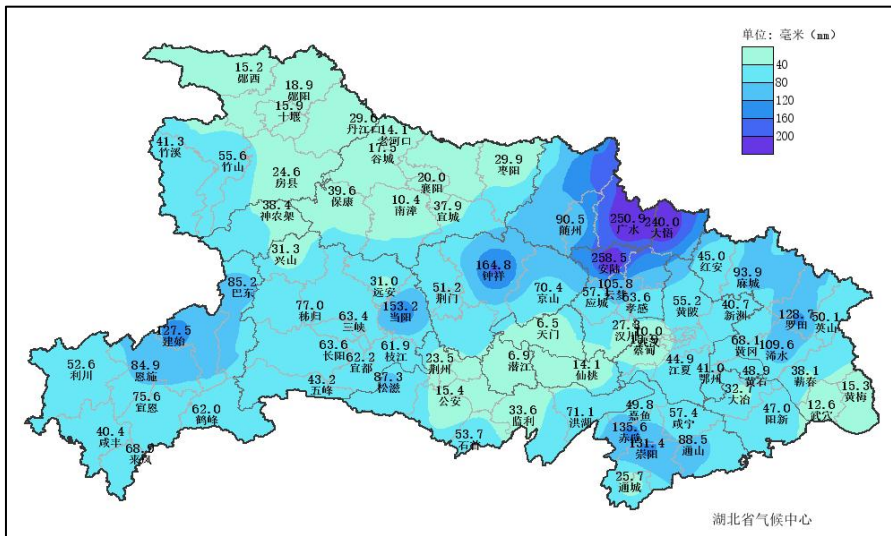 单位: 毫米 (mm)
40
80
120
160
200
15.2
郧西
18.9
郧阳
15.9
十堰
29.6
丹江口
14.1
老河口
17.5
谷城
41.3
竹溪
55.6
竹山
24.6
房县
39.6
保康
20.0
襄阳
29.9
枣阳
38.4
神农架
10.4
南漳
37.9
宜城
90.5
随州
250.9
广水
240.0
大悟
31.3
兴山
258.5
安陆
164.8
钟祥
85.2
巴东
31.0
远安
51.2
荆门
70.4
京山
57.1
应城
105.8
云梦
63.6
孝感
45.0
红安
93.9
麻城
77.0
秭归
63.4
三峡
153.2
当阳
55.2
黄陂
40.7
新洲
128.7
罗田
50.1
英山
127.5
建始
6.5
天门
27.3
汉川
10.0
蔡甸
68.1
黄冈
109.6
浠水
52.6
利川
84.9
恩施
63.6
长阳
62.2
宜都
61.9
枝江
23.5
荆州
6.9
潜江
14.1
仙桃
44.9
江夏
41.0
鄂州
48.9
黄石
38.1
蕲春
75.6
宣恩
43.2
五峰
87.3
松滋
15.4
公安
32.7
大冶
15.3
黄梅
62.0
鹤峰
33.6
监利
71.1
洪湖
49.8
嘉鱼
57.4
咸宁
47.0
阳新
12.6
武穴
40.4
咸丰
68.9
来凤
53.7
石首
135.6
赤壁
131.4
崇阳
88.5
通山
25.7
通城
湖北省气候中心